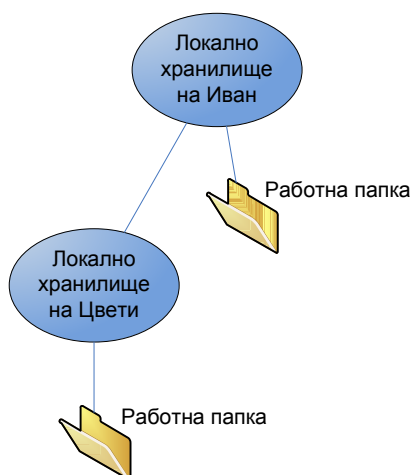 Локално
хранилище
на Иван
Работна папка
Локално
хранилище
на Цвети
Работна папка